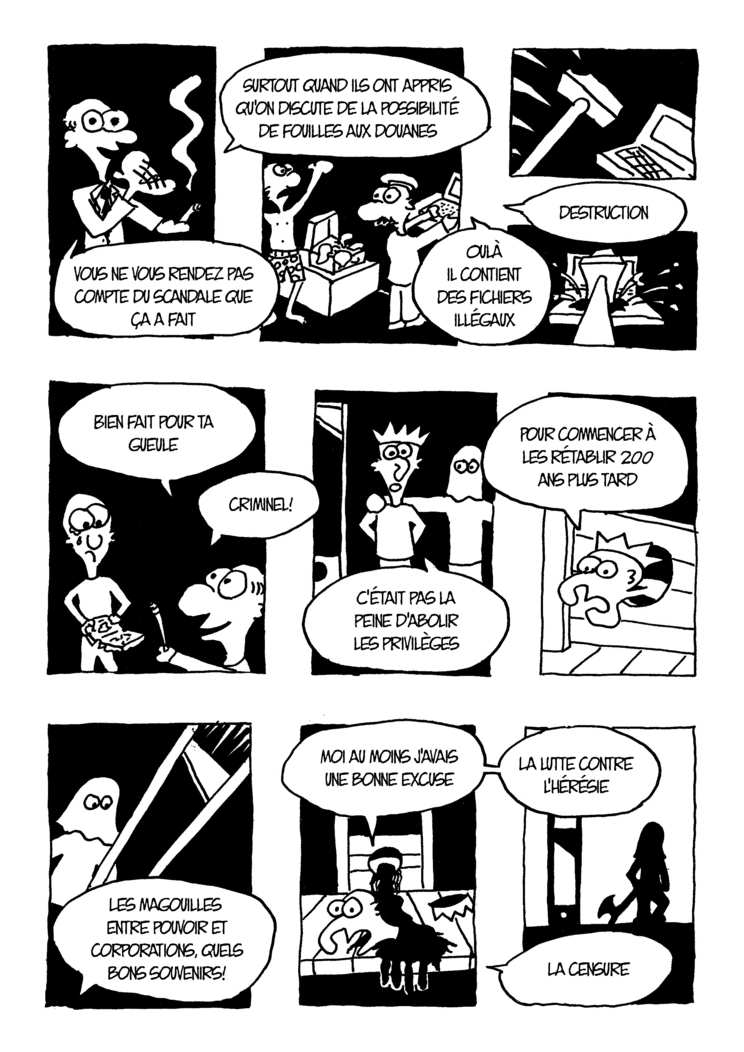 VOUS NE VOUS RENDEZ PAS
COMPTE DU SCANDALE QUE
ÇA A FAIT
SURTOUT QUAND ILS ONT APPRIS
QU'ON DISCUTE DE LA POSSIBILITÉ
DE FOUILLES AUX DOUANES
OULÀ
IL CONTIENT
DES FICHIERS
ILLÉGAUX
DESTRUCTION
BIEN FAIT POUR TA
GUEULE
CRIMINEL!
C'ÉTAIT PAS LA
PEINE D'ABOLIR
LES PRIVILÈGES
POUR COMMENCER À
LES RÉTABLIR 200
ANS PLUS TARD
LES MAGOUILLES
ENTRE POUVOIR ET
CORPORATIONS, QUELS
BONS SOUVENIRS!
MOI AU MOINS J'AVAIS
UNE BONNE EXCUSE
LA LUTTE CONTRE
L'HÉRÉSIE
LA CENSURE